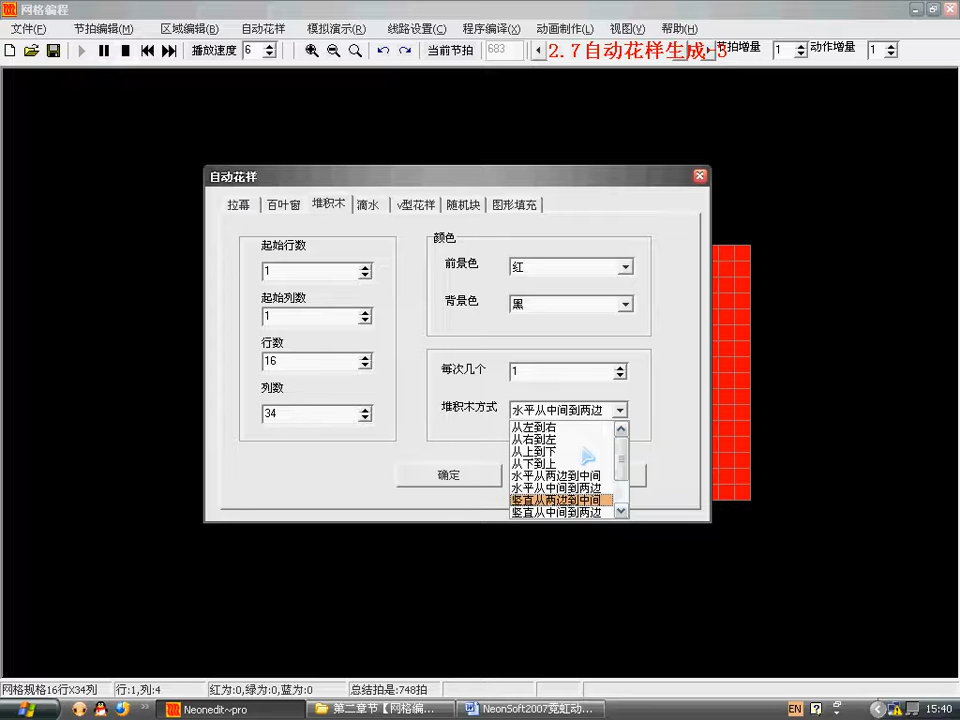 网格编程
文件(F) 节拍编辑(M) 区域编辑(B) 自动花样 模拟演示(R) 线路设置(C) 程序编译(X) 动画制作(L) 视图(V) 帮助(H)
播放速度 6 当前节拍 683 2.7自动花样生成-3 节拍增量 1 动作增量 1
自动花样
拉幕 百叶窗 堆积木 滴水 v型花样 随机块 图形填充
起始行数
1
起始列数
1
行数
16
列数
34
颜色
前景色 红
背景色 黑
每次几个 1
堆积木方式 水平从中间到两边
从左到右
从右到左
从上到下
从下到上
水平从两边到中间
水平从中间到两边
竖直从两边到中间
竖直从中间到两边
确定
网格规格16行X34列 行:1,列:4 红为:0,绿为:0,蓝为:0 总结拍是:748拍
Neonedit~pro 第二章节【网格编... NeonSoft2007霓虹动... EN 15:40